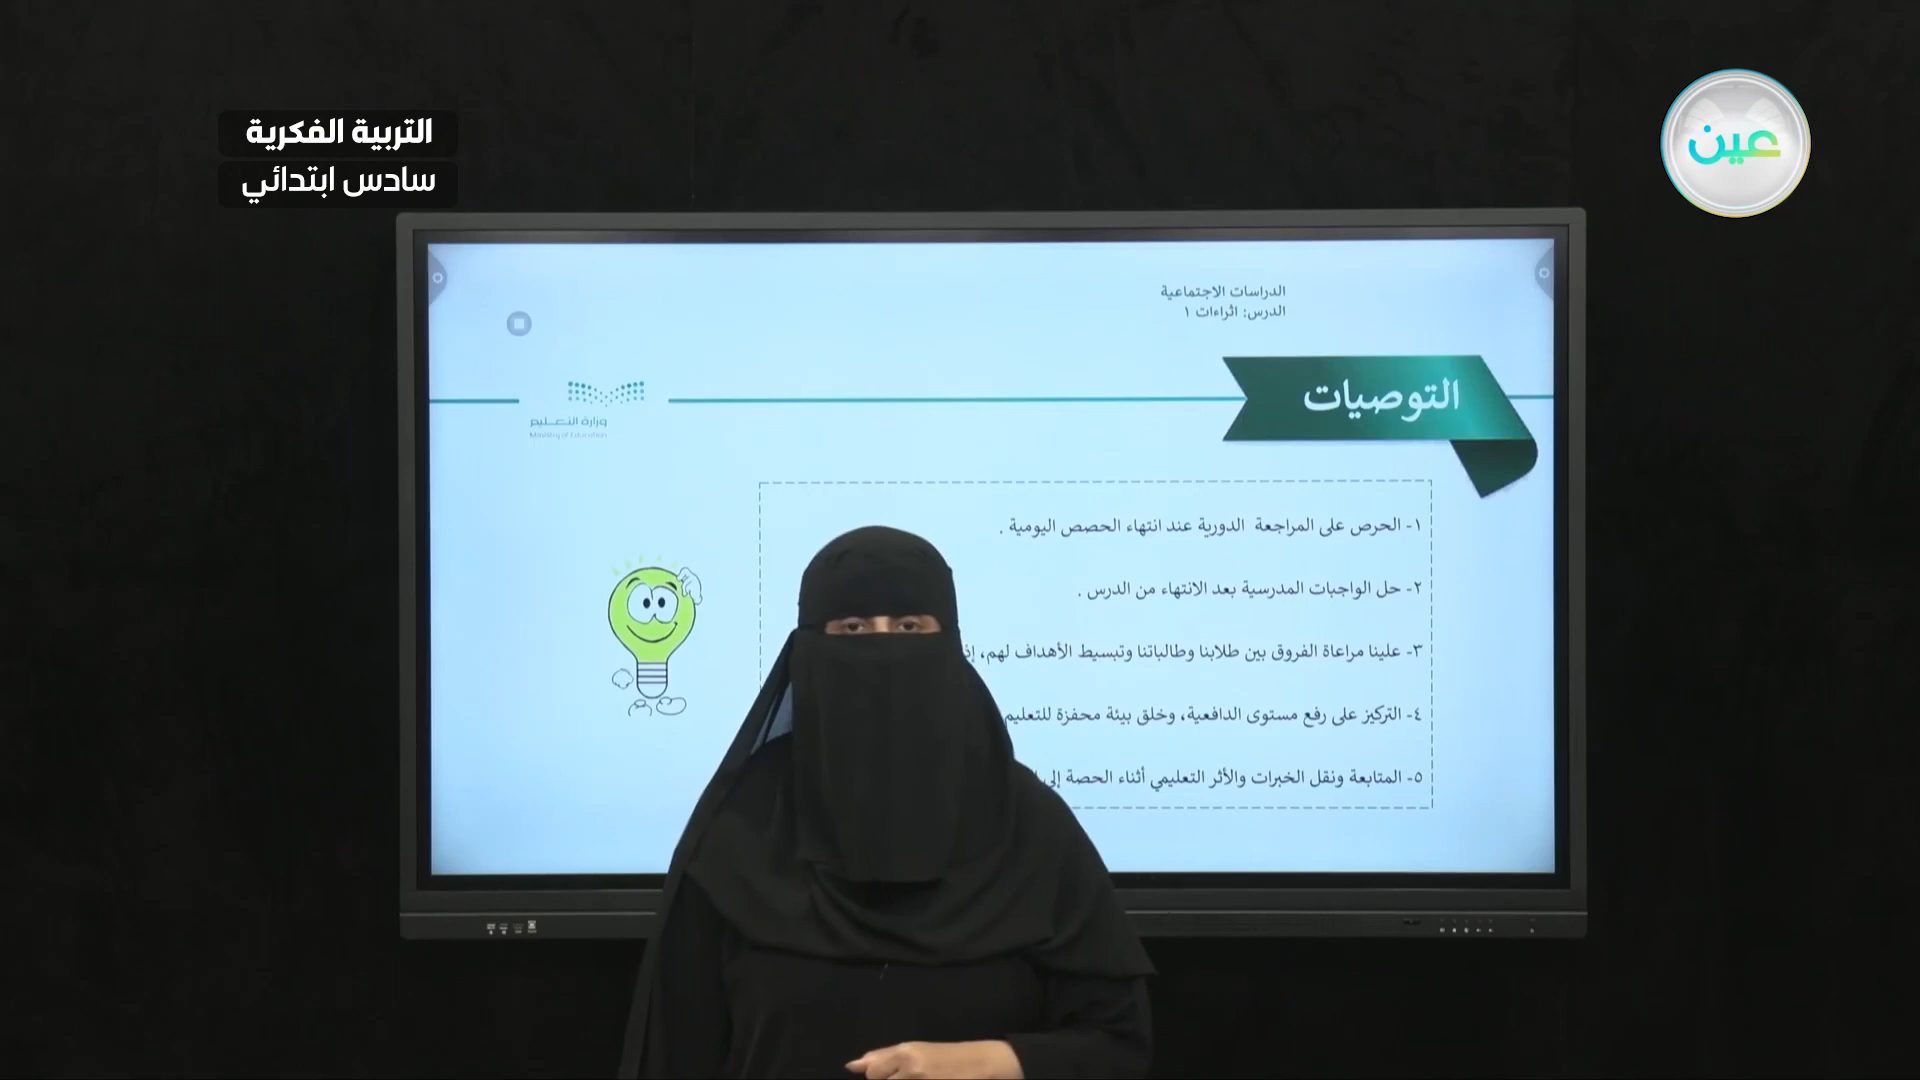 التربية الفكرية
سادس ابتدائي
عين
الدراسات الاجتماعية
الدرس: اثراءات ١
التوصيات
وزارة التعليم
Ministry of Education
١- الحرص على المراجعة الدورية عند انتهاء الحصص اليومية .
٢- حل الواجبات المدرسية بعد الانتهاء من الدرس .
٣- علينا مراعاة الفروق بين طلابنا وطالباتنا وتبسيط الأهداف لهم،
٤- التركيز على رفع مستوى الدافعية، وخلق بيئة محفزة للتعليم
٥- المتابعة ونقل الخبرات والأثر التعليمي أثناء الحصة إلى